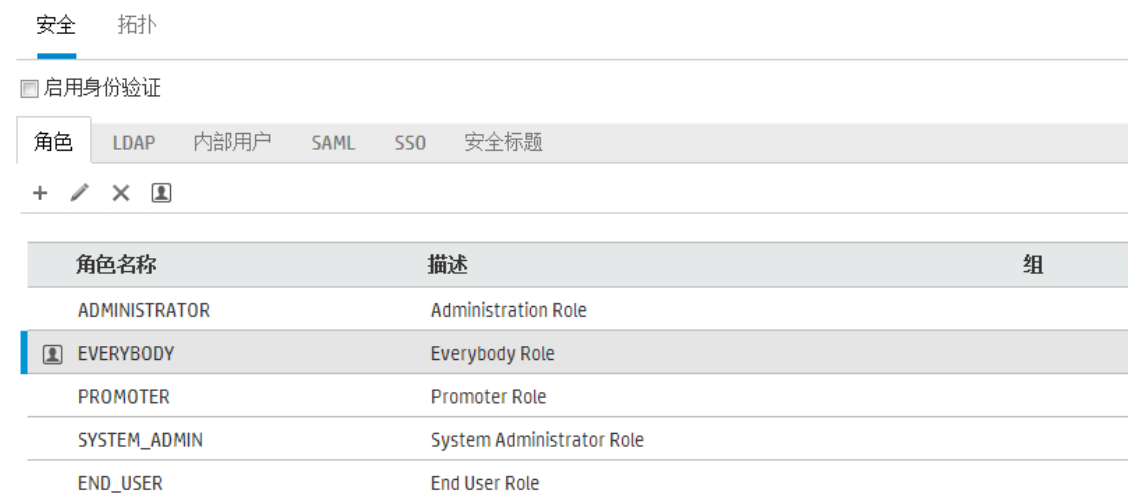 安全 拓扑
启用身份验证
角色 LDAP 内部用户 SAML SSO 安全标题
角色名称 描述 组
ADMINISTRATOR Administration Role
EVERYBODY Everybody Role
PROMOTER Promoter Role
SYSTEM_ADMIN System Administrator Role
END_USER End User Role